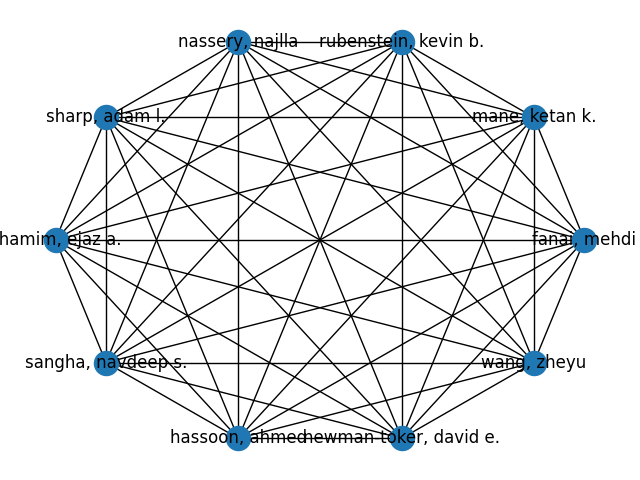 nassery, najlla
rubenstein, kevin b.
sharp, adam l.
mane, ketan k.
hamim, ejaz a.
fanai, mehdi
sangha, navdeep s.
wang, zheyu
hassoon, ahmed
newman-toker, david e.